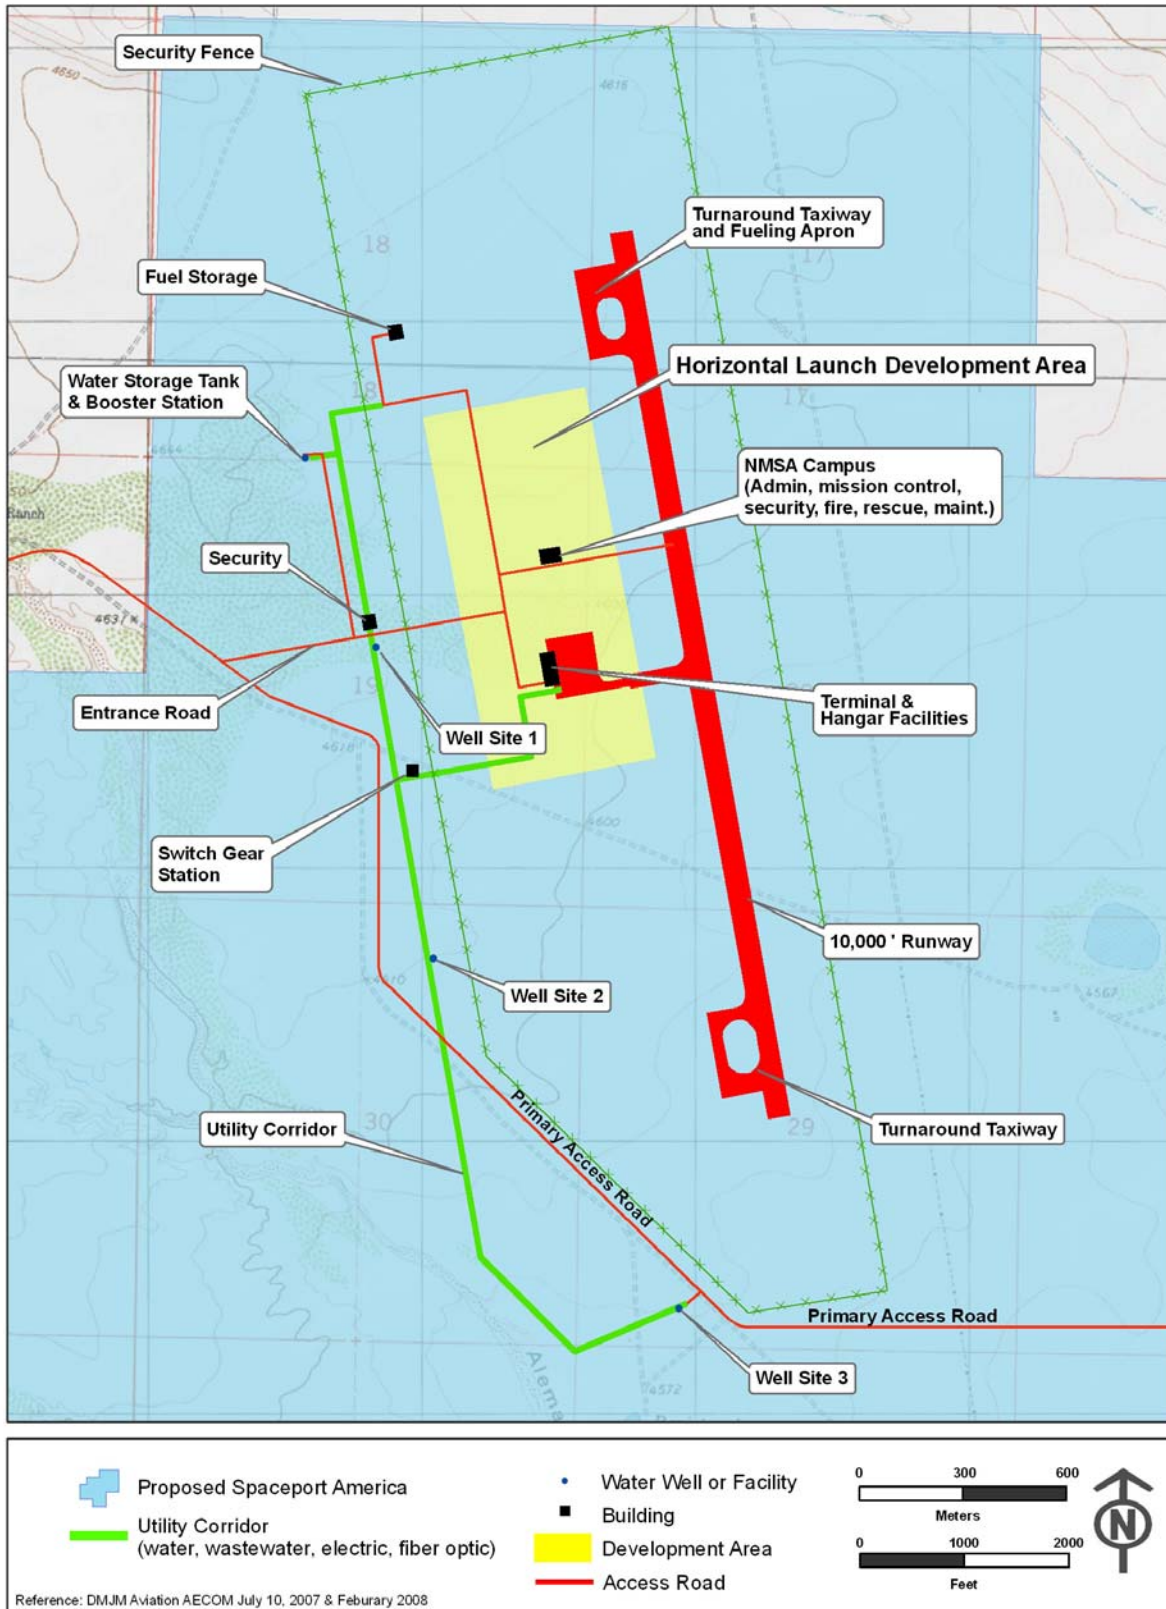 Security Fence
4650
4616
18
17
Turnaround Taxiway
and Fueling Apron
Fuel Storage
Horizontal Launch Development Area
Water Storage Tank
& Booster Station
18
17
4664
NMSA Campus
(Admin, mission control,
security, fire, rescue, maint.)
Ranch
Security
4637
19
Entrance Road
Well Site 1
Terminal &
Hangar Facilities
4618
4600
Switch Gear
Station
10,000 ' Runway
Well Site 2
4610
4567
Primary Access Road
Utility Corridor
30
29
Turnaround Taxiway
Primary Access Road
Well Site 3
Alema
4572
Proposed Spaceport America
Utility Corridor
(water, wastewater, electric, fiber optic)
Water Well or Facility
Building
Development Area
Access Road
0 300 600
Meters
0 1000 2000
Feet
N
Reference: DMJM Aviation AECOM July 10, 2007 & Feburary 2008